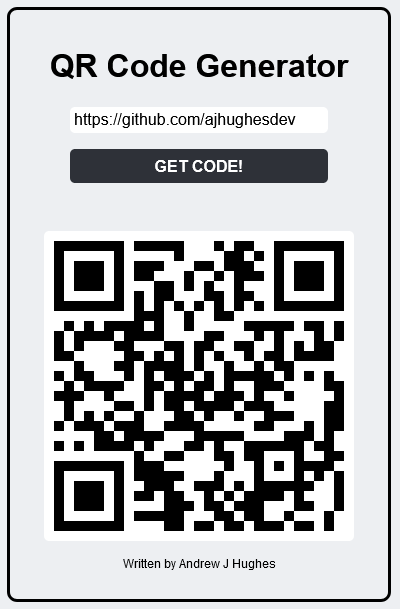 QR Code Generator
https://github.com/ajhughesdev
GET CODE!
Written by Andrew J Hughes